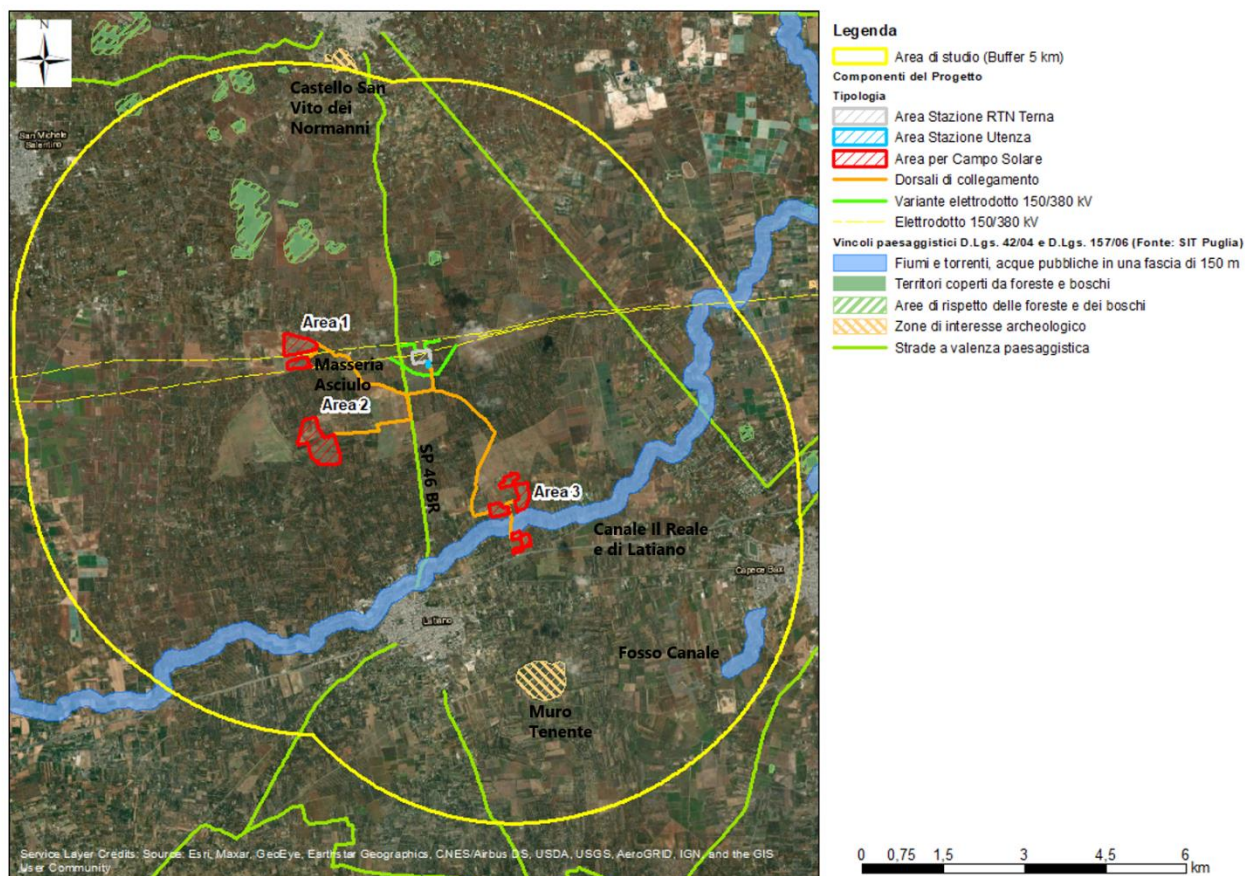 N
Castello San
Vito dei
Normanni
San Michele
Salentino
Area 1
Masseria
Asciulo
Area 2
SP 46 BR
Area 3
Canale Il Reale
e di Latiano
Latiano
Fosso Canale
Muro
Tenente
Service Layer Credits: Source: Esri, Maxar, GeoEye, Earthstar Geographics, CNES/Airbus DS, USDA, USGS, AeroGRID, IGN, and the GIS
User Community
Legenda
Area di studio (Buffer 5 km)
Componenti del Progetto
Tipologia
Area Stazione RTN Terna
Area Stazione Utenza
Area per Campo Solare
Dorsali di collegamento
Variante elettrodotto 150/380 kV
Elettrodotto 150/380 kV
Vincoli paesaggistici D.Lgs. 42/04 e D.Lgs. 157/06 (Fonte: SIT Puglia)
Fiumi e torrenti, acque pubbliche in una fascia di 150 m
Territori coperti da foreste e boschi
Aree di rispetto delle foreste e dei boschi
Zone di interesse archeologico
Strade a valenza paesaggistica
0 0,75 1,5 3 4,5 6
km